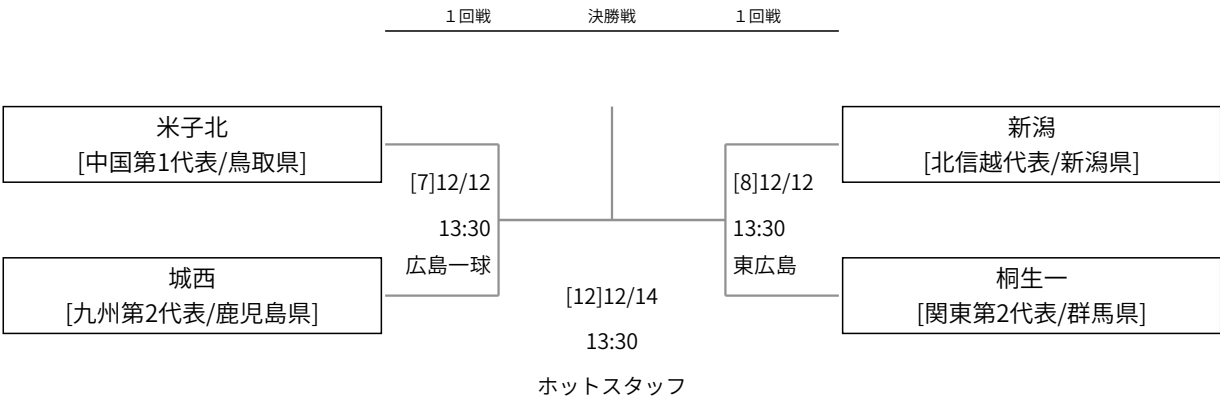 １回戦 決勝戦 １回戦
米子北
[中国第1代表/鳥取県]
城西
[九州第2代表/鹿児島県]
[7]12/12
13:30
広島一球
[12]12/14
13:30
ホットスタッフ
[8]12/12
13:30
東広島
新潟
[北信越代表/新潟県]
桐生一
[関東第2代表/群馬県]